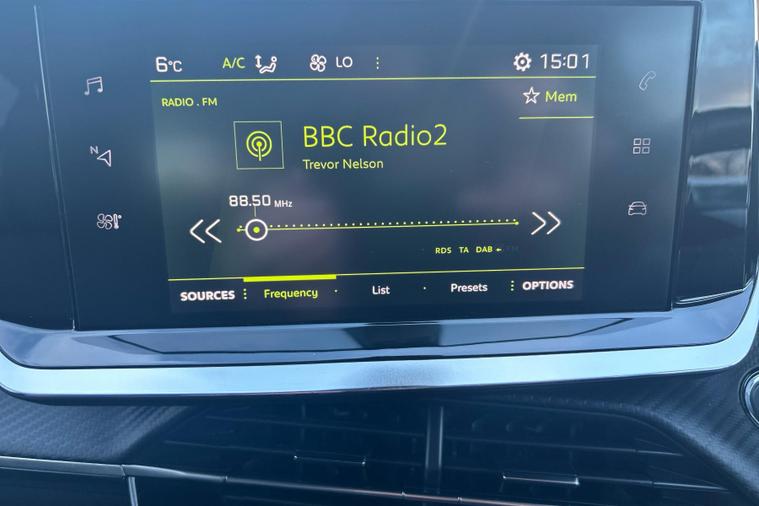 6°C A/C LO 15:01
RADIO . FM
Mem
BBC Radio2
Trevor Nelson
88.50 MHz
N
RDS TA DAB FM
SOURCES Frequency List Presets OPTIONS